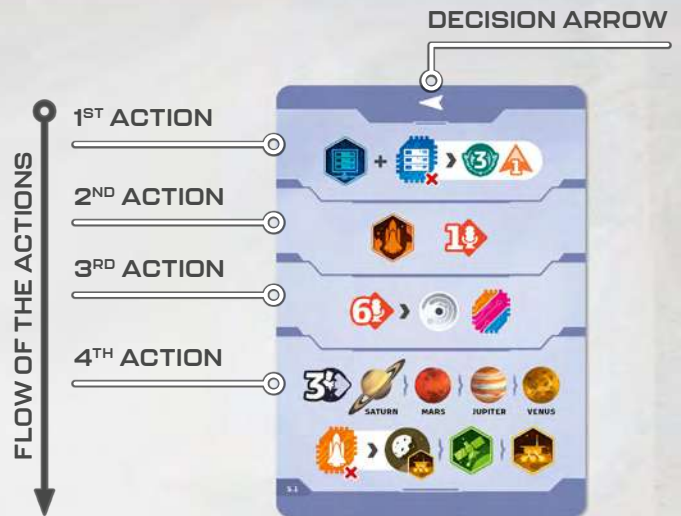 DECISION ARROW
FLOW OF THE ACTIONS
1ST ACTION
3
1
2ND ACTION
1
3RD ACTION
6
4TH ACTION
3
SATURN MARS JUPITER VENUS
S.1